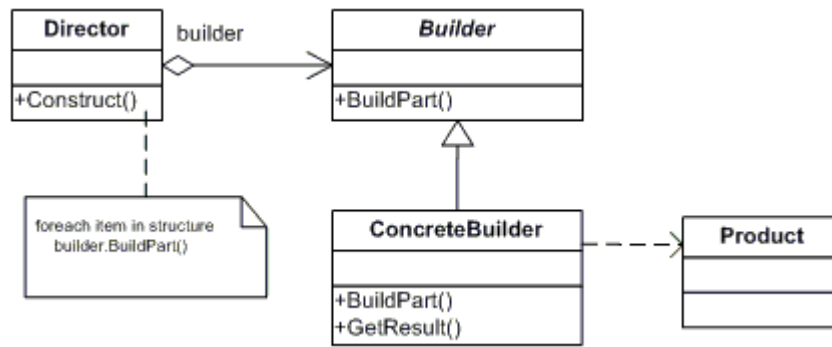 Director
builder
Builder
+Construct()
+BuildPart()
foreach item in structure
builder.BuildPart()
ConcreteBuilder
Product
+BuildPart()
+GetResult()